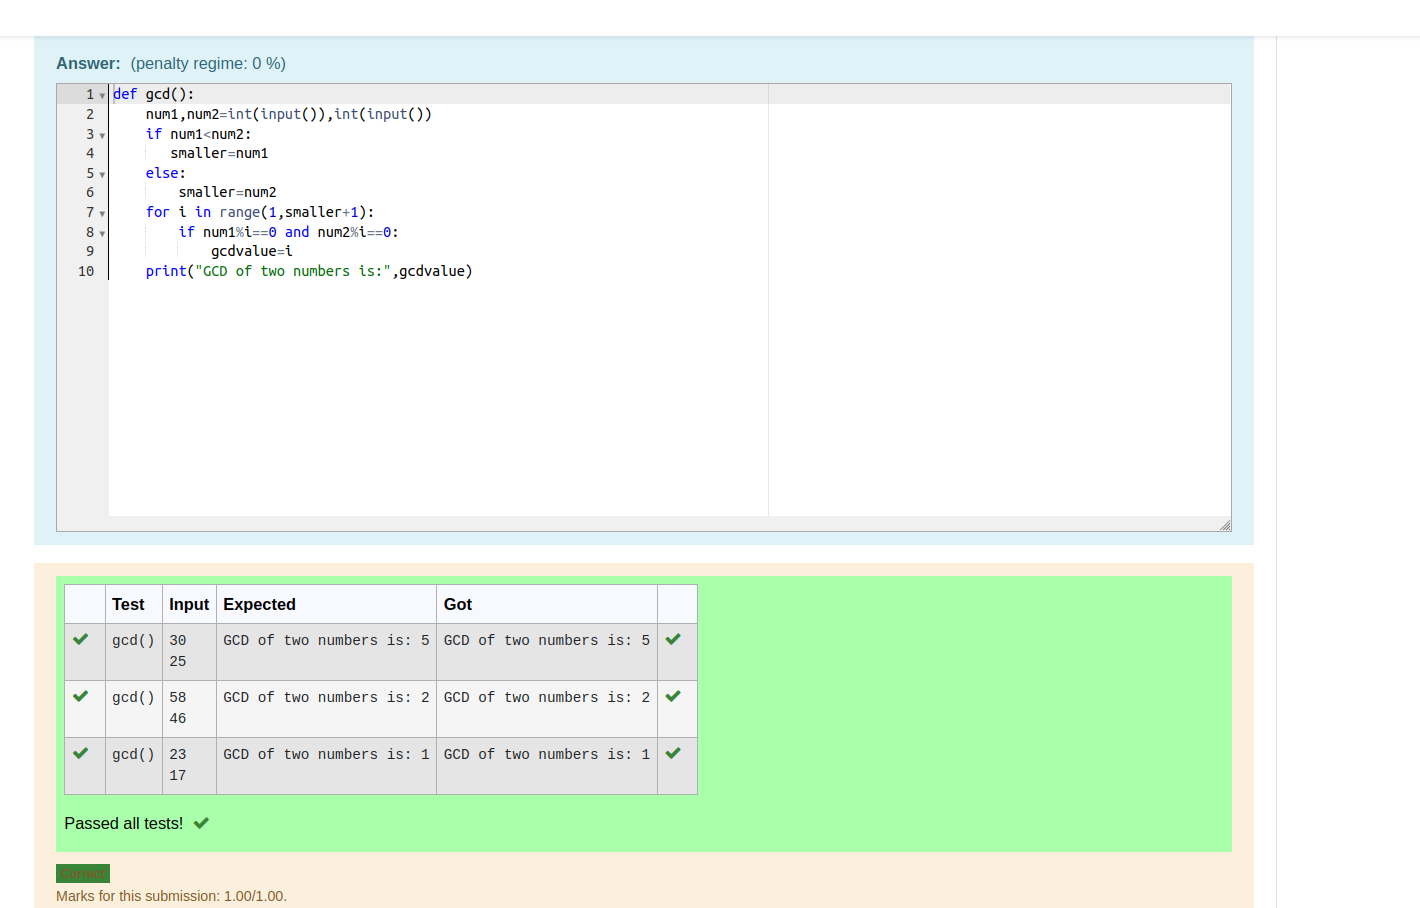 Answer: (penalty regime: 0 %)
1 def gcd():
2     num1,num2=int(input()),int(input())
3     if num1<num2:
4        smaller=num1
5     else:
6         smaller=num2
7     for i in range(1,smaller+1):
8         if num1%i==0 and num2%i==0:
9             gcdvalue=i
10     print("GCD of two numbers is:",gcdvalue)
Test Input Expected Got
gcd() 30 GCD of two numbers is: 5 GCD of two numbers is: 5
25
gcd() 58 GCD of two numbers is: 2 GCD of two numbers is: 2
46
gcd() 23 GCD of two numbers is: 1 GCD of two numbers is: 1
17
Passed all tests!
Correct
Marks for this submission: 1.00/1.00.